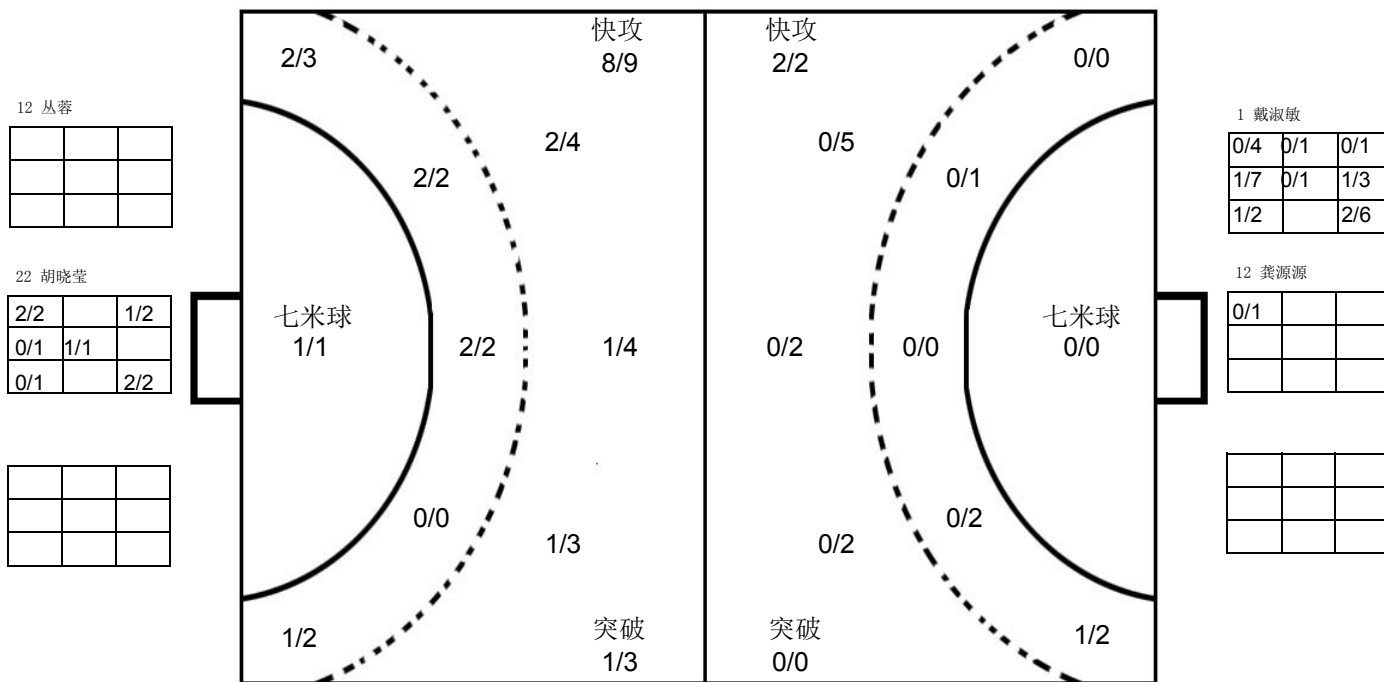 快攻 快攻
2/3 8/9 2/2 0/0
12 丛蓉 1 戴淑敏
2/4 0/5 0/4 0/1 0/1
2/2 0/1 1/7 0/1 1/3
1/2 2/6
22 胡晓莹 12 龚源源
2/2 1/2 七米球 七米球 0/1
0/1 1/1 1/1 2/2 1/4 0/2 0/0 0/0
0/1 2/2
0/0 1/3 0/2 0/2
1/2 突破 突破 1/2
1/3 0/0